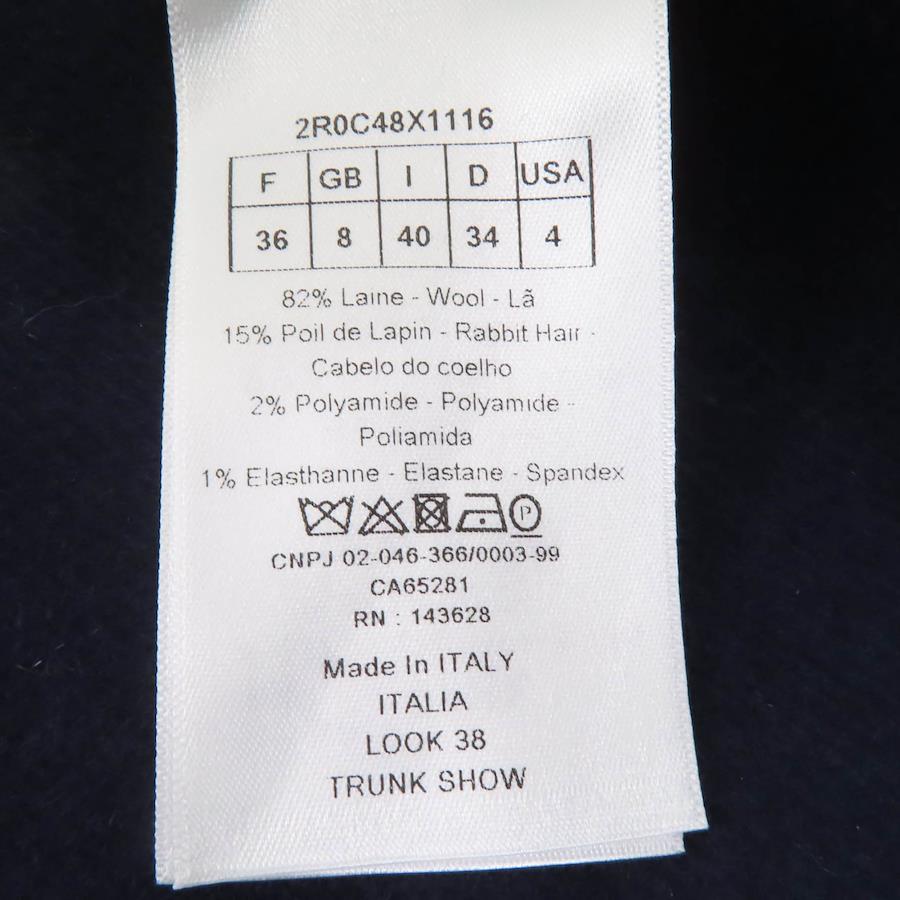 2R0C48X1116
F GB I D USA
36 8 40 34 4
82% Laine - Wool - Lã
15% Poil de Lapin - Rabbit Hair -
Cabelo do coelho
2% Polyamide - Polyamide -
Poliamida
1% Elasthanne - Elastane - Spandex
P
CNPJ 02-046-366/0003-99
CA65281
RN : 143628
Made In ITALY
ITALIA
LOOK 38
TRUNK SHOW